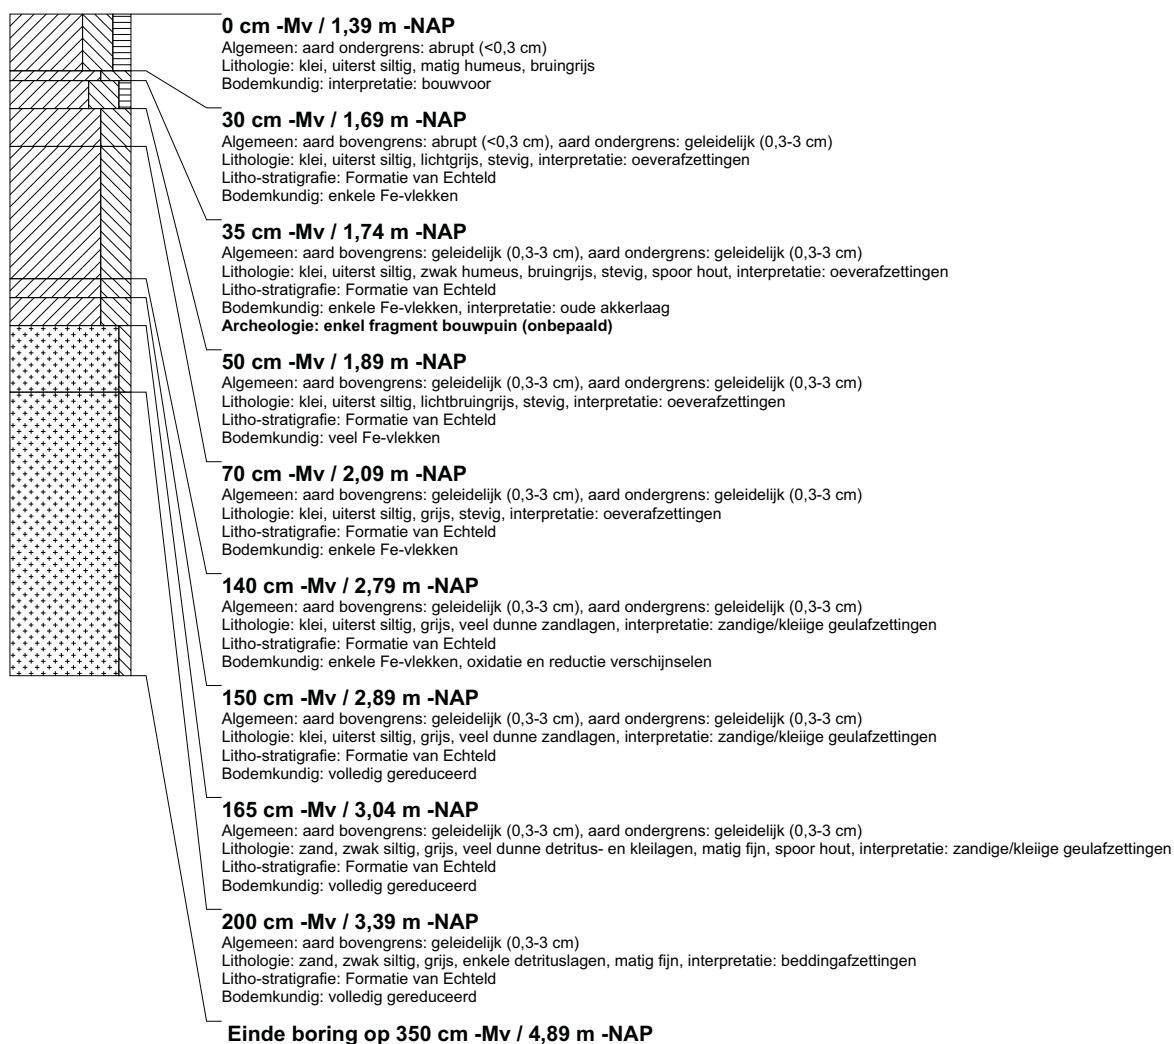 0 cm -Mv / 1,39 m -NAP
Algemeen: aard ondergrens: abrupt (<0,3 cm)
Lithologie: klei, uiterst siltig, matig humeus, bruingrijs
Bodemkundig: interpretatie: bouwvoor
30 cm -Mv / 1,69 m -NAP
Algemeen: aard bovengrens: abrupt (<0,3 cm), aard ondergrens: geleidelijk (0,3-3 cm)
Lithologie: klei, uiterst siltig, lichtgrijs, stevig, interpretatie: oeverafzettingen
Litho-stratigrafie: Formatie van Echteld
Bodemkundig: enkele Fe-vlekken
35 cm -Mv / 1,74 m -NAP
Algemeen: aard bovengrens: geleidelijk (0,3-3 cm), aard ondergrens: geleidelijk (0,3-3 cm)
Lithologie: klei, uiterst siltig, zwak humeus, bruingrijs, stevig, spoor hout, interpretatie: oeverafzettingen
Litho-stratigrafie: Formatie van Echteld
Bodemkundig: enkele Fe-vlekken, interpretatie: oude akkerlaag
Archeologie: enkel fragment bouwpuin (onbepaald)
50 cm -Mv / 1,89 m -NAP
Algemeen: aard bovengrens: geleidelijk (0,3-3 cm), aard ondergrens: geleidelijk (0,3-3 cm)
Lithologie: klei, uiterst siltig, lichtbruingrijs, stevig, interpretatie: oeverafzettingen
Litho-stratigrafie: Formatie van Echteld
Bodemkundig: veel Fe-vlekken
70 cm -Mv / 2,09 m -NAP
Algemeen: aard bovengrens: geleidelijk (0,3-3 cm), aard ondergrens: geleidelijk (0,3-3 cm)
Lithologie: klei, uiterst siltig, grijs, stevig, interpretatie: oeverafzettingen
Litho-stratigrafie: Formatie van Echteld
Bodemkundig: enkele Fe-vlekken
140 cm -Mv / 2,79 m -NAP
Algemeen: aard bovengrens: geleidelijk (0,3-3 cm), aard ondergrens: geleidelijk (0,3-3 cm)
Lithologie: klei, uiterst siltig, grijs, veel dunne zandlagen, interpretatie: zandige/kleiige geulafzettingen
Litho-stratigrafie: Formatie van Echteld
Bodemkundig: enkele Fe-vlekken, oxidatie en reductie verschijnselen
150 cm -Mv / 2,89 m -NAP
Algemeen: aard bovengrens: geleidelijk (0,3-3 cm), aard ondergrens: geleidelijk (0,3-3 cm)
Lithologie: klei, uiterst siltig, grijs, veel dunne zandlagen, interpretatie: zandige/kleiige geulafzettingen
Litho-stratigrafie: Formatie van Echteld
Bodemkundig: volledig gereduceerd
165 cm -Mv / 3,04 m -NAP
Algemeen: aard bovengrens: geleidelijk (0,3-3 cm), aard ondergrens: geleidelijk (0,3-3 cm)
Lithologie: zand, zwak siltig, grijs, veel dunne detritus- en kleilagen, matig fijn, spoor hout, interpretatie: zandige/kleiige geulafzettingen
Litho-stratigrafie: Formatie van Echteld
Bodemkundig: volledig gereduceerd
200 cm -Mv / 3,39 m -NAP
Algemeen: aard bovengrens: geleidelijk (0,3-3 cm)
Lithologie: zand, zwak siltig, grijs, enkele detrituslagen, matig fijn, interpretatie: beddingafzettingen
Litho-stratigrafie: Formatie van Echteld
Bodemkundig: volledig gereduceerd
Einde boring op 350 cm -Mv / 4,89 m -NAP